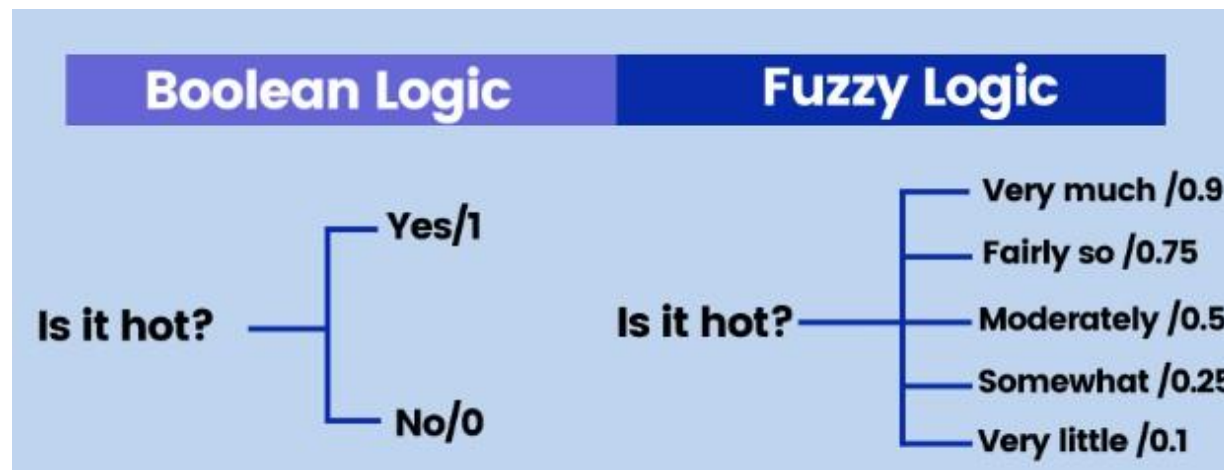 Boolean Logic
Fuzzy Logic
Is it hot?
Yes/1
No/0
Is it hot?
Very much /0.9
Fairly so /0.75
Moderately /0.5
Somewhat /0.25
Very little /0.1